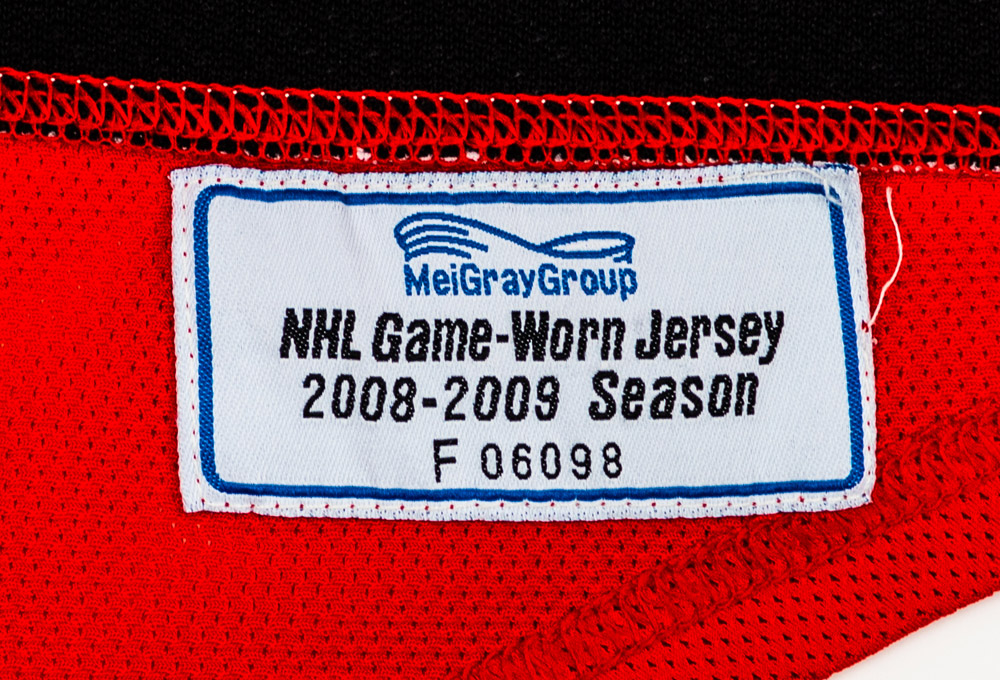 MeiGrayGroup
NHL Game-Worn Jersey
2008-2009 Season
F 06098